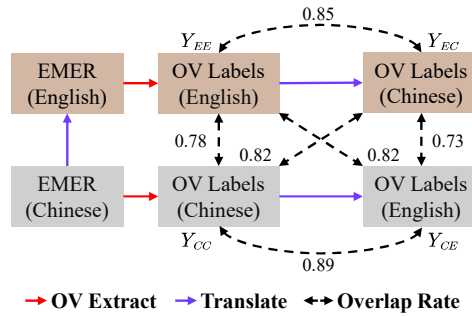 0.85
Y_EE
Y_EC
EMER
(English)
OV Labels
(English)
OV Labels
(Chinese)
0.78
0.82
0.82
0.73
EMER
(Chinese)
OV Labels
(Chinese)
OV Labels
(English)
Y_CC
Y_CE
0.89
OV Extract
Translate
Overlap Rate